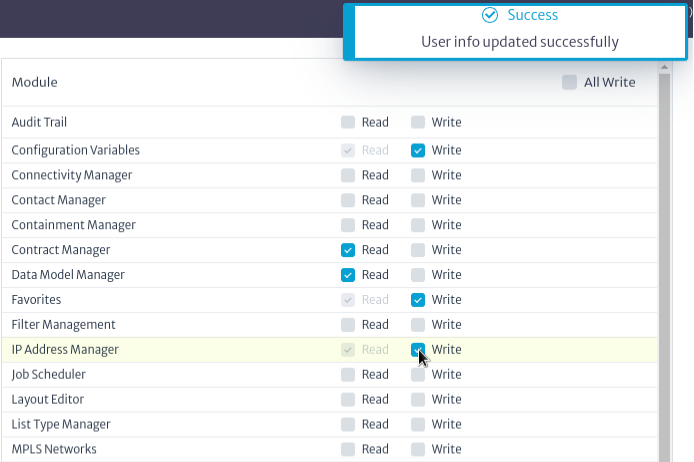 Success
User info updated successfully
Module All Write
Audit Trail Read Write
Configuration Variables Read Write
Connectivity Manager Read Write
Contact Manager Read Write
Containment Manager Read Write
Contract Manager Read Write
Data Model Manager Read Write
Favorites Read Write
Filter Management Read Write
IP Address Manager Read Write
Job Scheduler Read Write
Layout Editor Read Write
List Type Manager Read Write
MPLS Networks Read Write